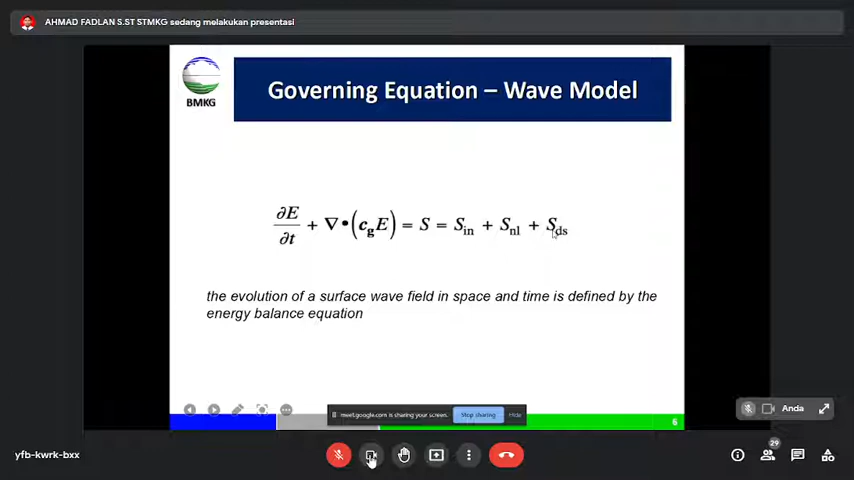 AHMAD FADLAN S.ST STMKG sedang melakukan presentasi
BMKG
Governing Equation – Wave Model
∂E/∂t + ∇•(c_g E) = S = S_in + S_nl + S_ds
the evolution of a surface wave field in space and time is defined by the
energy balance equation
meet.google.com is sharing your screen.
Stop sharing
Hide
6
Anda
yfb-kwrk-bxx
29